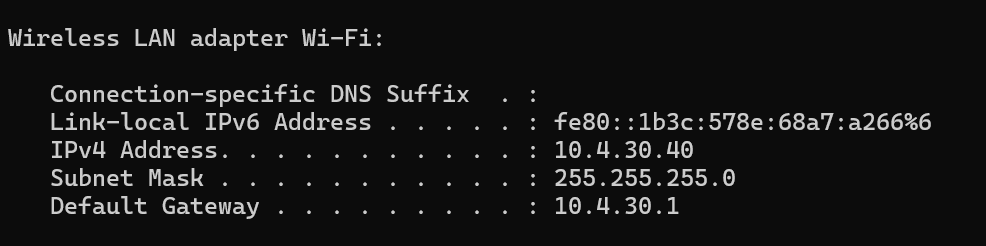 Wireless LAN adapter Wi-Fi:
Connection-specific DNS Suffix  . :
Link-local IPv6 Address . . . . . : fe80::1b3c:578e:68a7:a266%6
IPv4 Address. . . . . . . . . . . : 10.4.30.40
Subnet Mask . . . . . . . . . . . : 255.255.255.0
Default Gateway . . . . . . . . . : 10.4.30.1